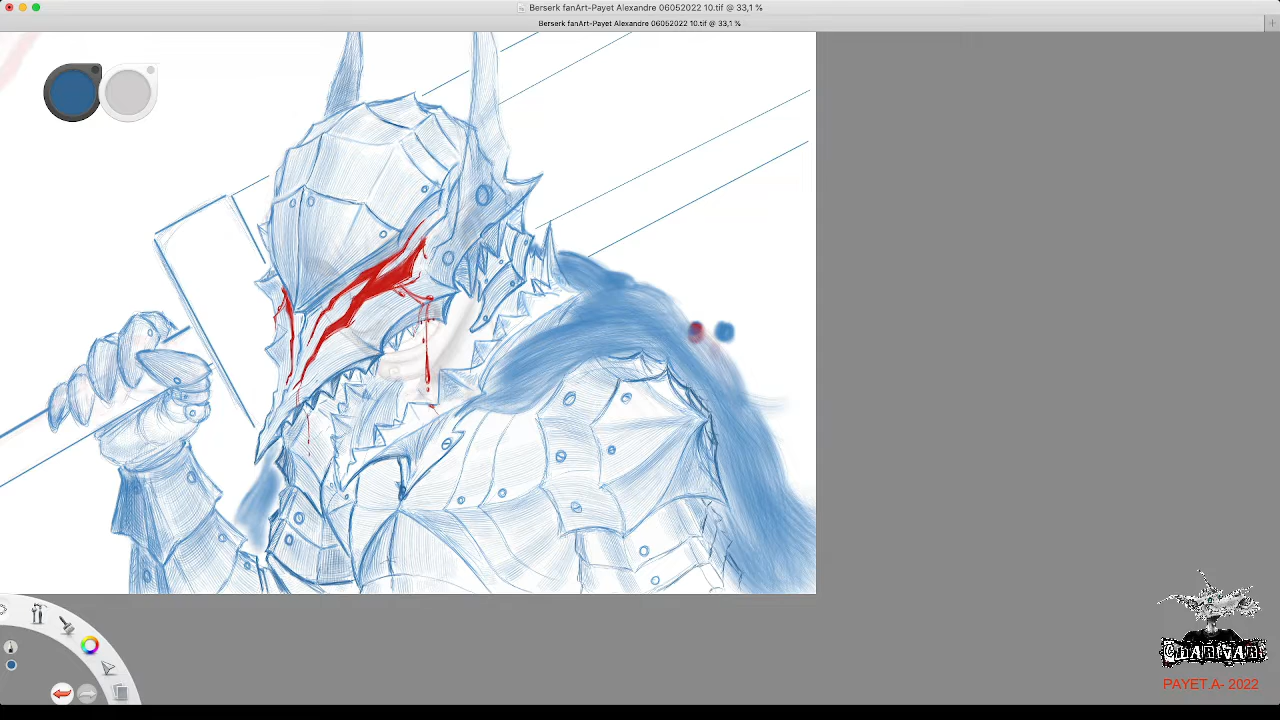 Berserk fanArt-Payet Alexandre 06052022 10.tif @ 33,1 %
Berserk fanArt-Payet Alexandre 06052022 10.tif @ 33,1 %
CHARIVARI
PAYET.A- 2022